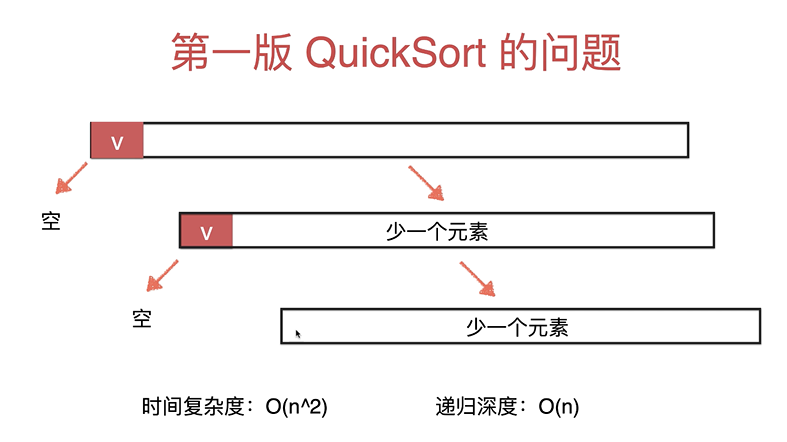 第一版 QuickSort 的问题
v
空
v 少一个元素
空
少一个元素
时间复杂度：O(n^2) 递归深度：O(n)